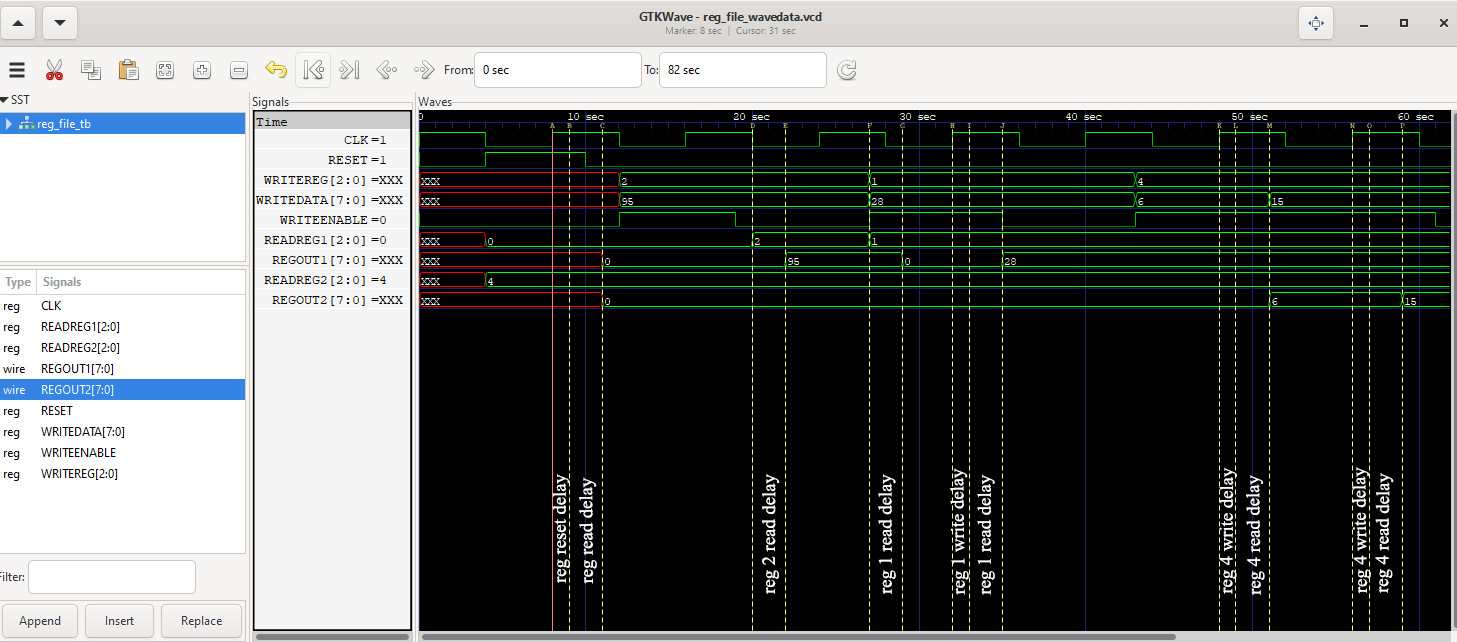 GTKWave - reg_file_wavedata.vcd
Marker: 8 sec | Cursor: 31 sec
From: 0 sec To: 82 sec
SST
reg_file_tb
Type Signals
reg CLK
reg READREG1[2:0]
reg READREG2[2:0]
wire REGOUT1[7:0]
wire REGOUT2[7:0]
reg RESET
reg WRITEDATA[7:0]
reg WRITEENABLE
reg WRITEREG[2:0]
Filter:
Append Insert Replace
Signals
Time
CLK =1
RESET =1
WRITEREG[2:0] =XXX
WRITEDATA[7:0] =XXX
WRITEENABLE =0
READREG1[2:0] =0
REGOUT1[7:0] =XXX
READREG2[2:0] =4
REGOUT2[7:0] =XXX
Waves
0 10 sec 20 sec 30 sec 40 sec 50 sec 60 sec
A B C D E F G H I J K L M N O P
XXX 2 1 4
XXX 95 28 6 15
XXX 0 2 1
XXX 0 95 0 28
XXX 4
XXX 0 6 15
reg reset delay
reg read delay
reg 2 read delay
reg 1 read delay
reg 1 write delay
reg 1 read delay
reg 4 write delay
reg 4 read delay
reg 4 write delay
reg 4 read delay